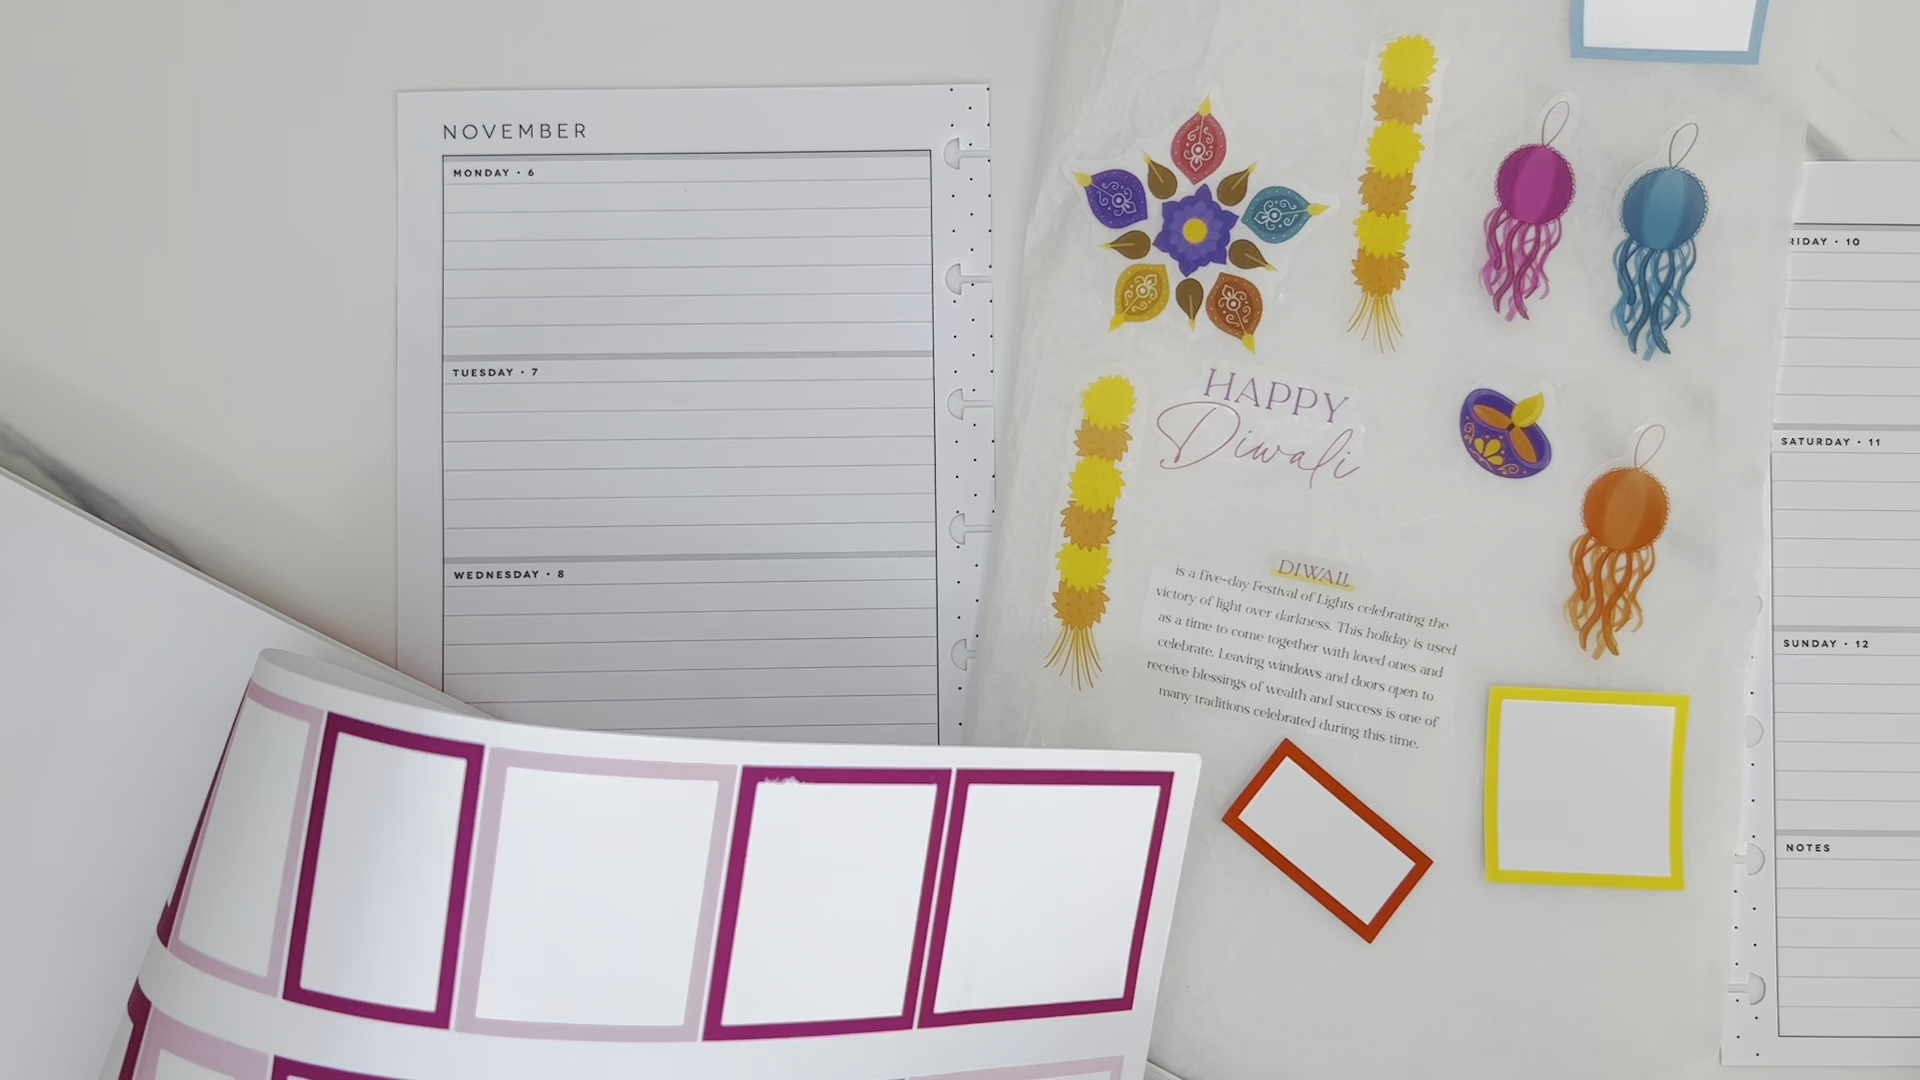 NOVEMBER
MONDAY • 6
TUESDAY • 7
WEDNESDAY • 8
HAPPY
Diwali
DIWALI
is a five-day Festival of Lights celebrating the
victory of light over darkness. This holiday is used
as a time to come together with loved ones and
celebrate. Leaving windows and doors open to
receive blessings of wealth and success is one of
many traditions celebrated during this time.
RIDAY • 10
SATURDAY • 11
SUNDAY • 12
NOTES